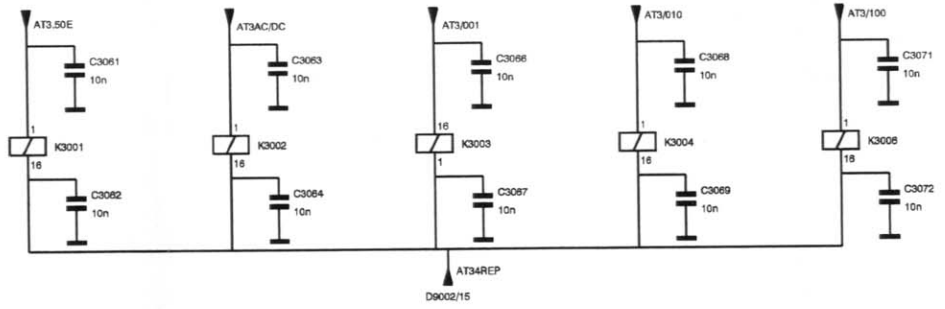 AT3.50E
C3061
10n
1
K3001
16
C3062
10n
AT3AC/DC
C3063
10n
1
K3002
16
C3064
10n
AT3/001
C3066
10n
16
K3003
1
C3067
10n
AT3/010
C3068
10n
1
K3004
16
C3069
10n
AT3/100
C3071
10n
1
K3006
16
C3072
10n
AT34REP
D9002/15